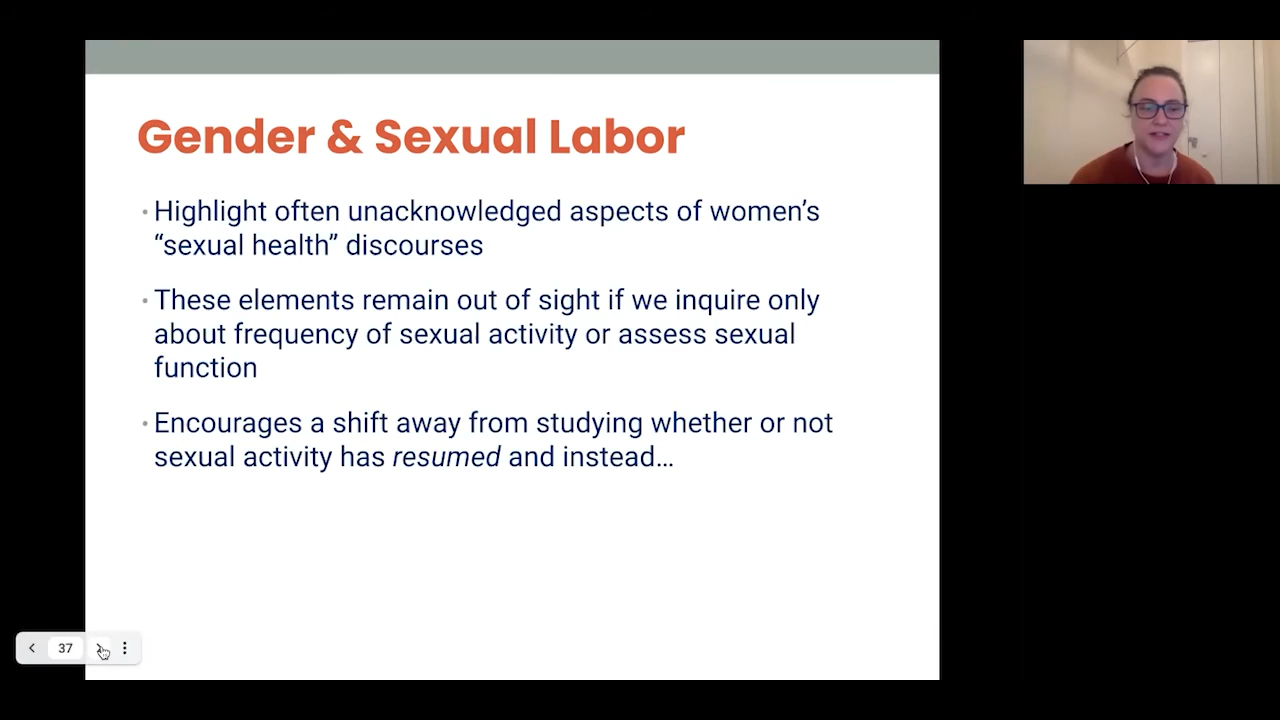 Gender & Sexual Labor
• Highlight often unacknowledged aspects of women’s
“sexual health” discourses
• These elements remain out of sight if we inquire only
about frequency of sexual activity or assess sexual
function
• Encourages a shift away from studying whether or not
sexual activity has resumed and instead…
37